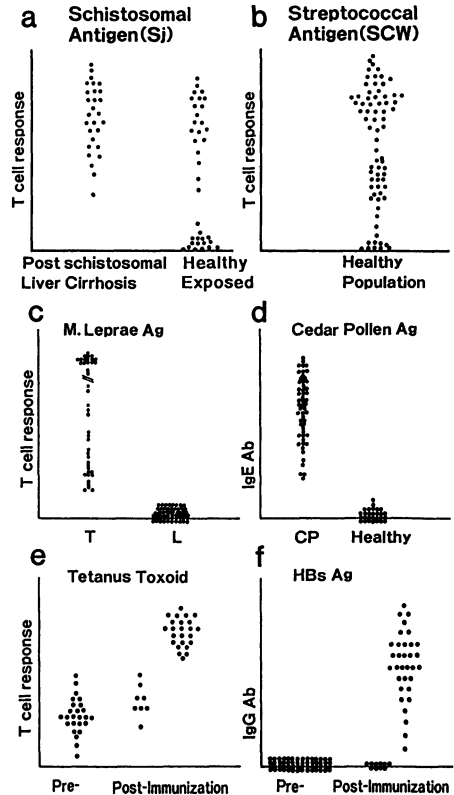 a Schistosomal
Antigen(Sj)
T cell response
Post schistosomal
Liver Cirrhosis
Healthy
Exposed
b Streptococcal
Antigen(SCW)
T cell response
Healthy
Population
c M. Leprae Ag
T cell response
T L
d Cedar Pollen Ag
IgE Ab
CP Healthy
e Tetanus Toxoid
T cell response
Pre- Post-Immunization
f HBs Ag
IgG Ab
Pre- Post-Immunization